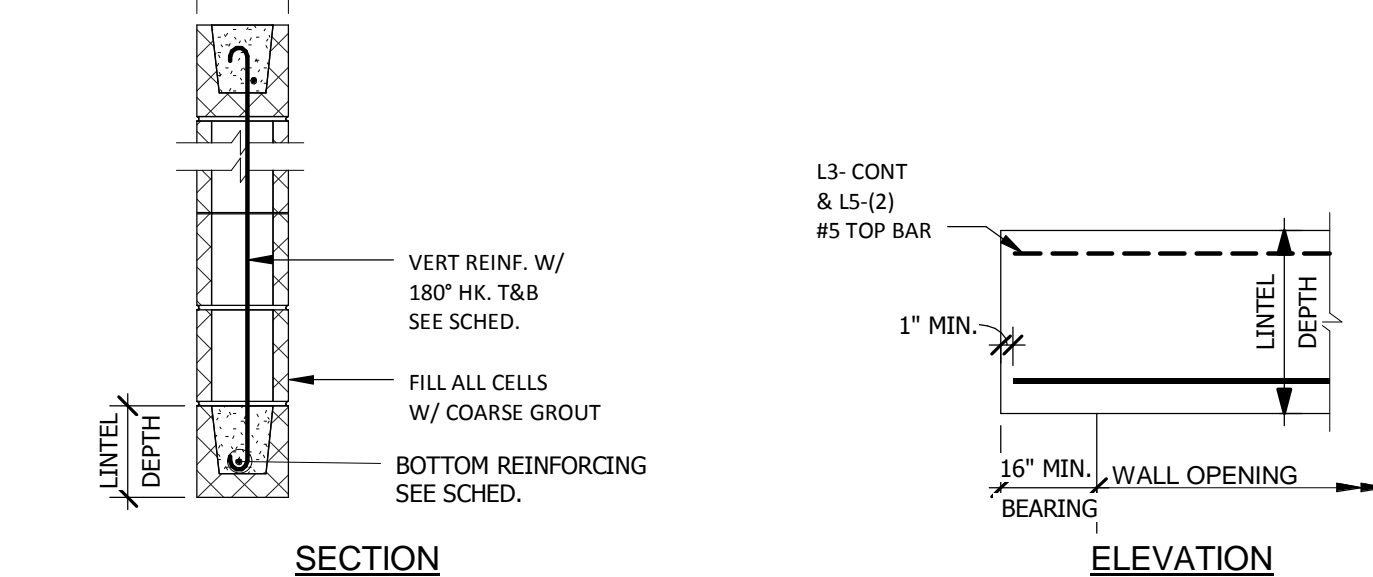 VERT REINF. W/
180° HK. T&B
SEE SCHED.
FILL ALL CELLS
W/ COARSE GROUT
LINTEL
DEPTH
BOTTOM REINFORCING
SEE SCHED.
SECTION
L3- CONT
& L5-(2)
#5 TOP BAR
1" MIN.
LINTEL
DEPTH
16" MIN.
BEARING
WALL OPENING
ELEVATION